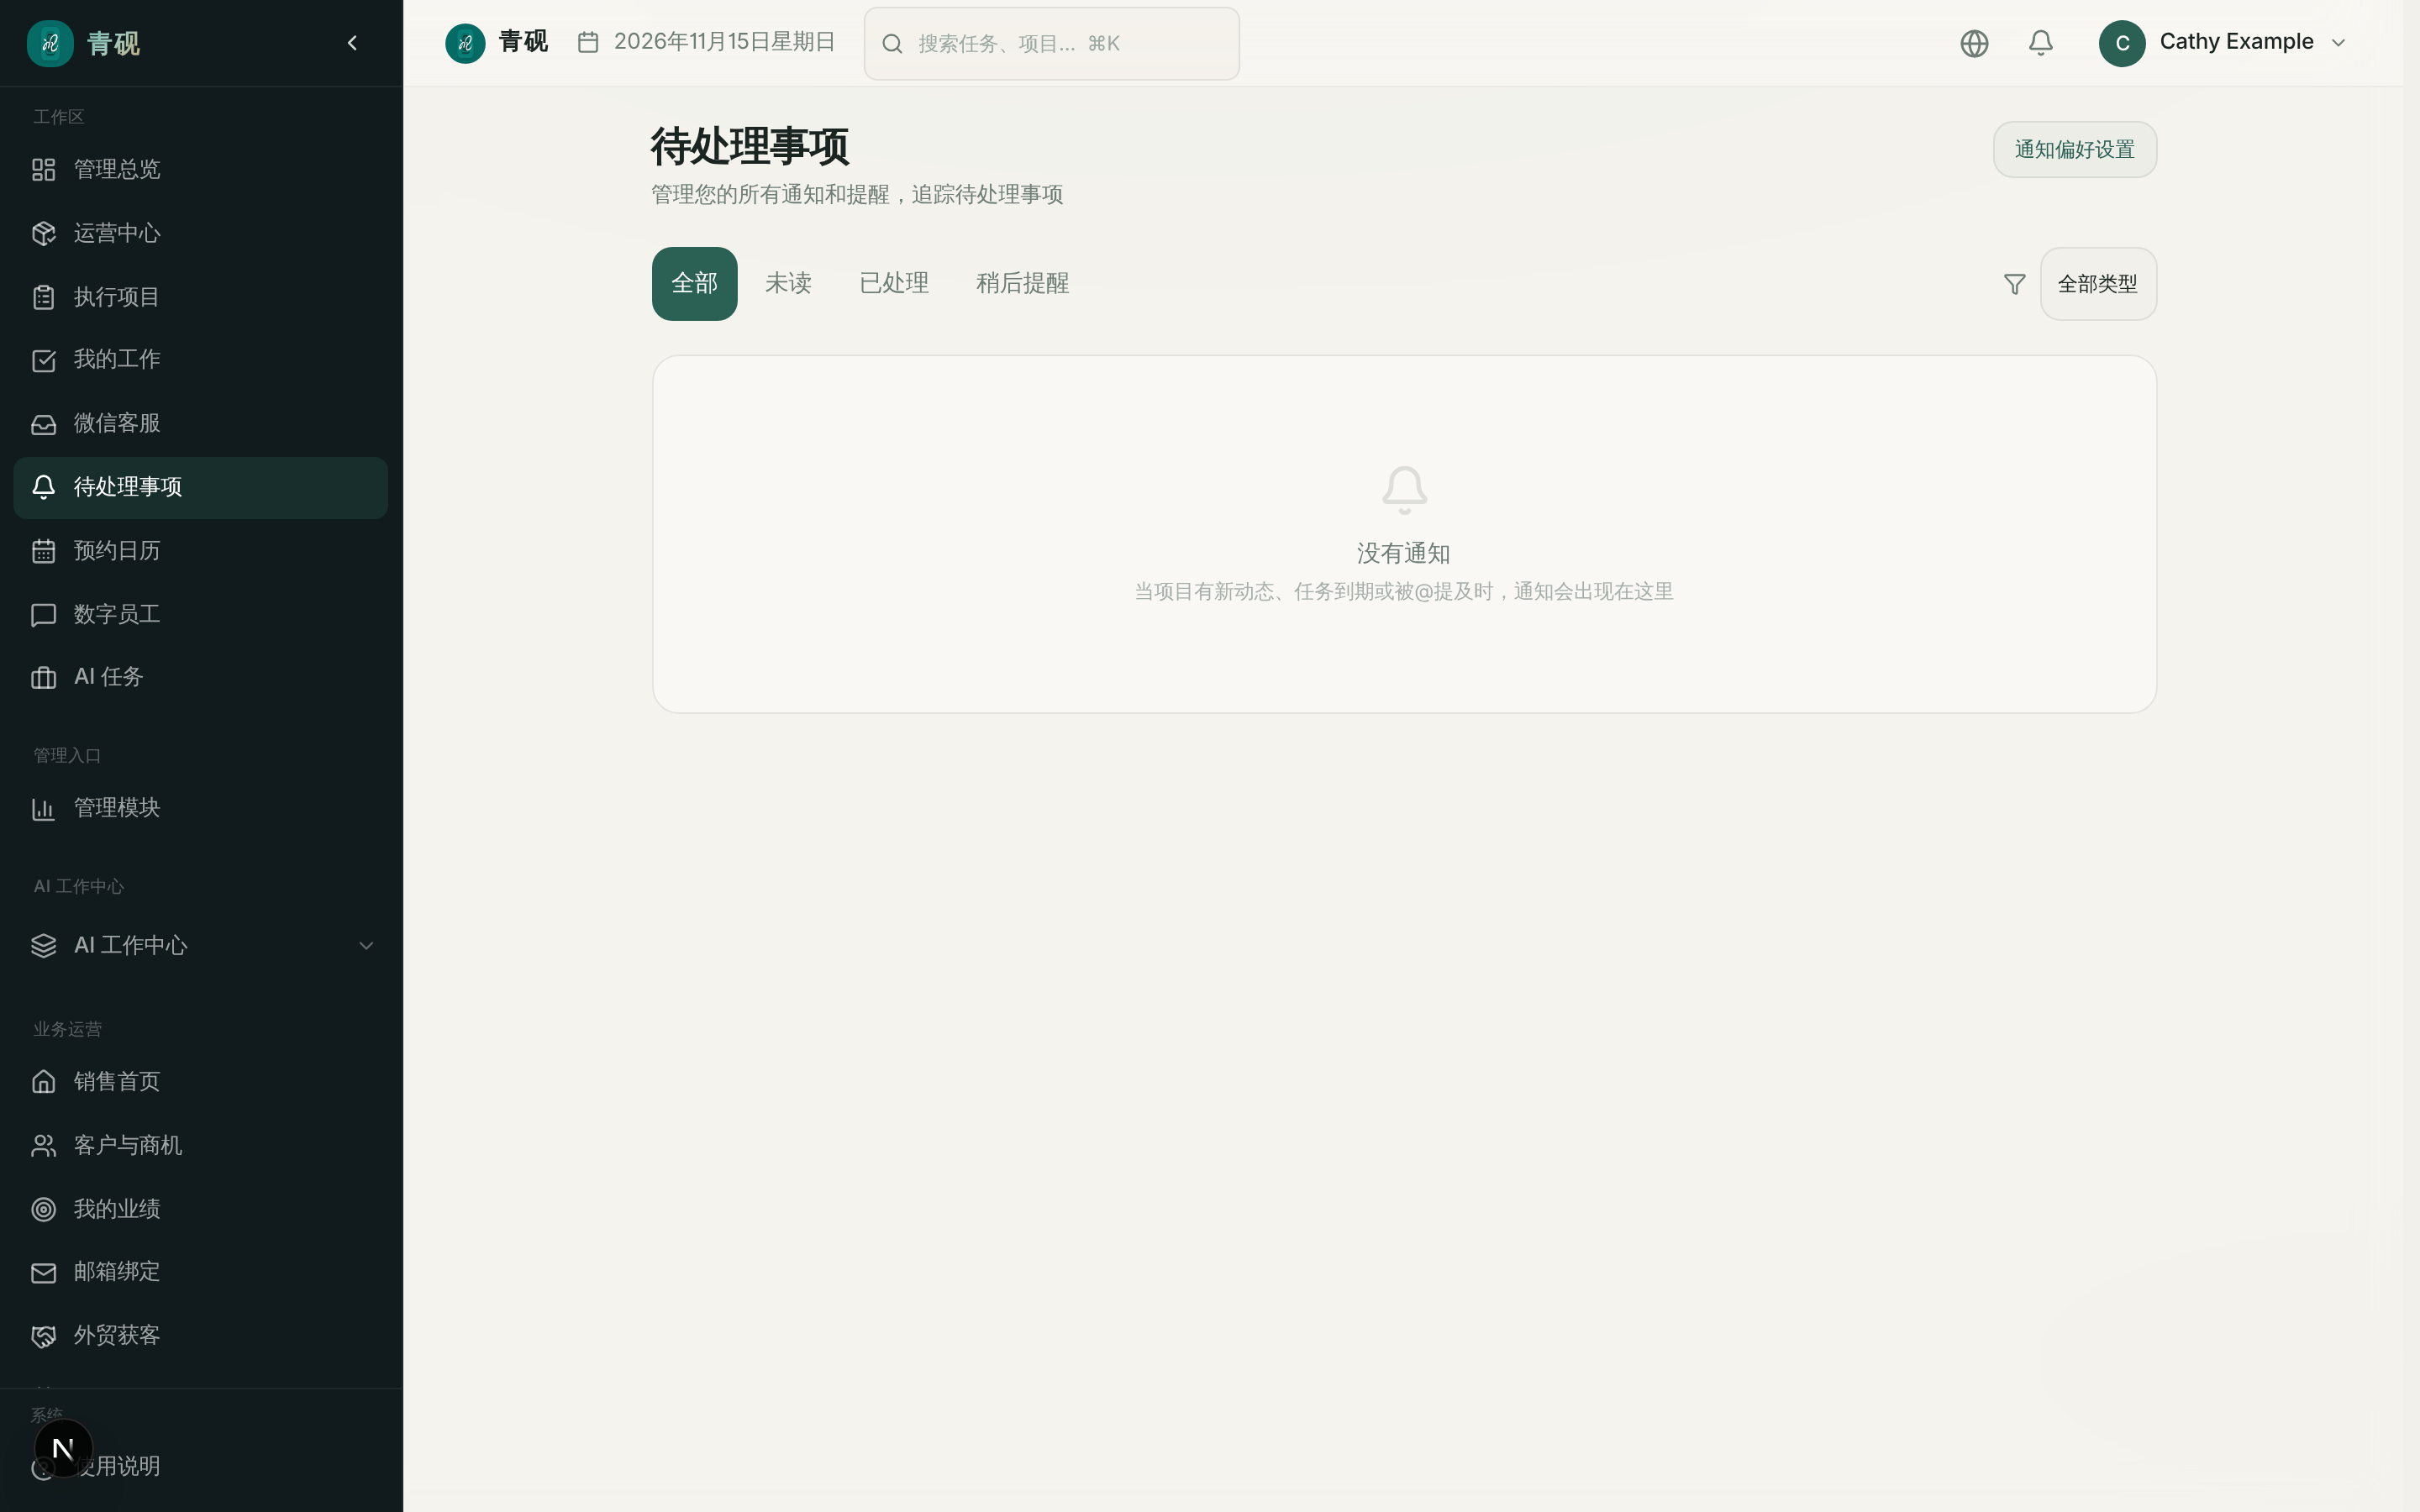 青砚
工作区
管理总览
运营中心
执行项目
我的工作
微信客服
待处理事项
预约日历
数字员工
AI 任务
管理入口
管理模块
AI 工作中心
AI 工作中心
业务运营
销售首页
客户与商机
我的业绩
邮箱绑定
外贸获客
系统
N
使用说明
青砚
2026年11月15日星期日
搜索任务、项目... ⌘K
C
Cathy Example
待处理事项
通知偏好设置
管理您的所有通知和提醒，追踪待处理事项
全部
未读
已处理
稍后提醒
全部类型
没有通知
当项目有新动态、任务到期或被@提及时，通知会出现在这里